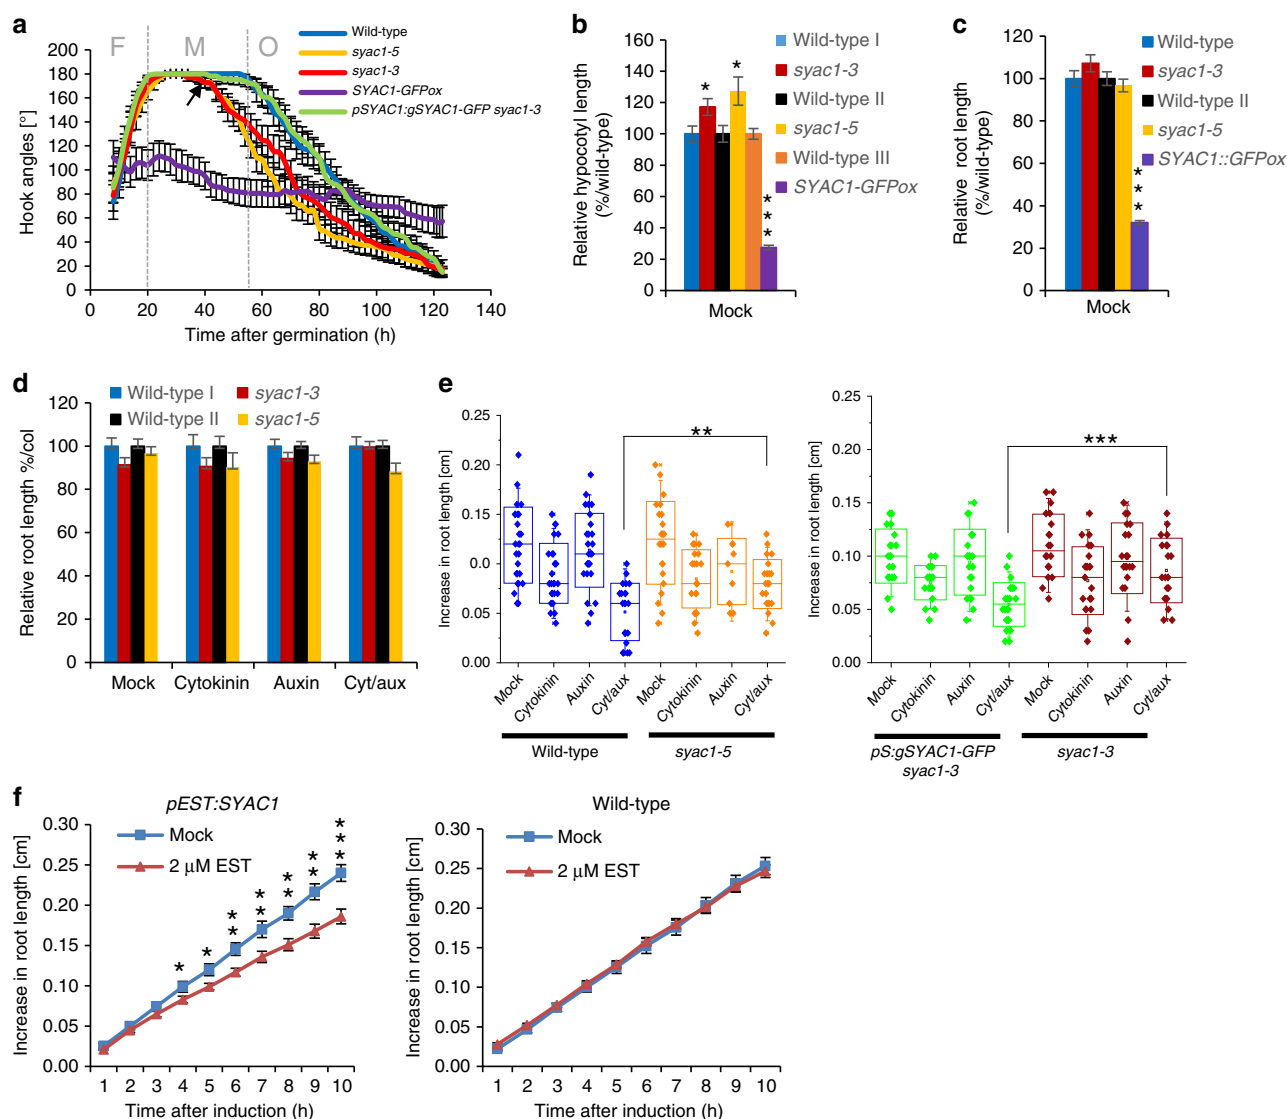 a
F M O
Hook angles [°]
200
180
160
140
120
100
80
60
40
20
0
0 20 40 60 80 100 120 140
Time after germination (h)
Wild-type
syac1-5
syac1-3
SYAC1-GFPox
pSYAC1:gSYAC1-GFP syac1-3
b
Relative hypocotyl length
(%/wild-type)
160
140
120
100
80
60
40
20
0
* * ***
Mock
Wild-type I
syac1-3
Wild-type II
syac1-5
Wild-type III
SYAC1-GFPox
c
Relative root length
(%/wild-type)
120
100
80
60
40
20
0
***
Mock
Wild-type
syac1-3
Wild-type II
syac1-5
SYAC1::GFPox
d
Relative root length %/col
120
100
80
60
40
20
0
Wild-type I syac1-3
Wild-type II syac1-5
Mock Cytokinin Auxin Cyt/aux
e
Increase in root length [cm]
0.25
0.20
0.15
0.0
0.05
0.0
**
Mock Cytokinin Auxin Cyt/aux Mock Cytokinin Auxin Cyt/aux
Wild-type syac1-5
Increase in root length [cm]
0.25
0.20
0.15
0.10
0.05
0.00
***
Mock Cytokinin Auxin Cyt/aux Mock Cytokinin Auxin Cyt/aux
pS:gSYAC1-GFP
syac1-3
syac1-3
f
pEST:SYAC1
Increase in root length [cm]
0.30
0.25
0.20
0.15
0.10
0.05
0.00
Mock
2 µM EST
* * ** ** ** ** ***
1 2 3 4 5 6 7 8 9 10
Time after induction (h)
Wild-type
Increase in root length [cm]
0.30
0.25
0.20
0.15
0.10
0.05
0.00
Mock
2 µM EST
1 2 3 4 5 6 7 8 9 10
Time after induction (h)